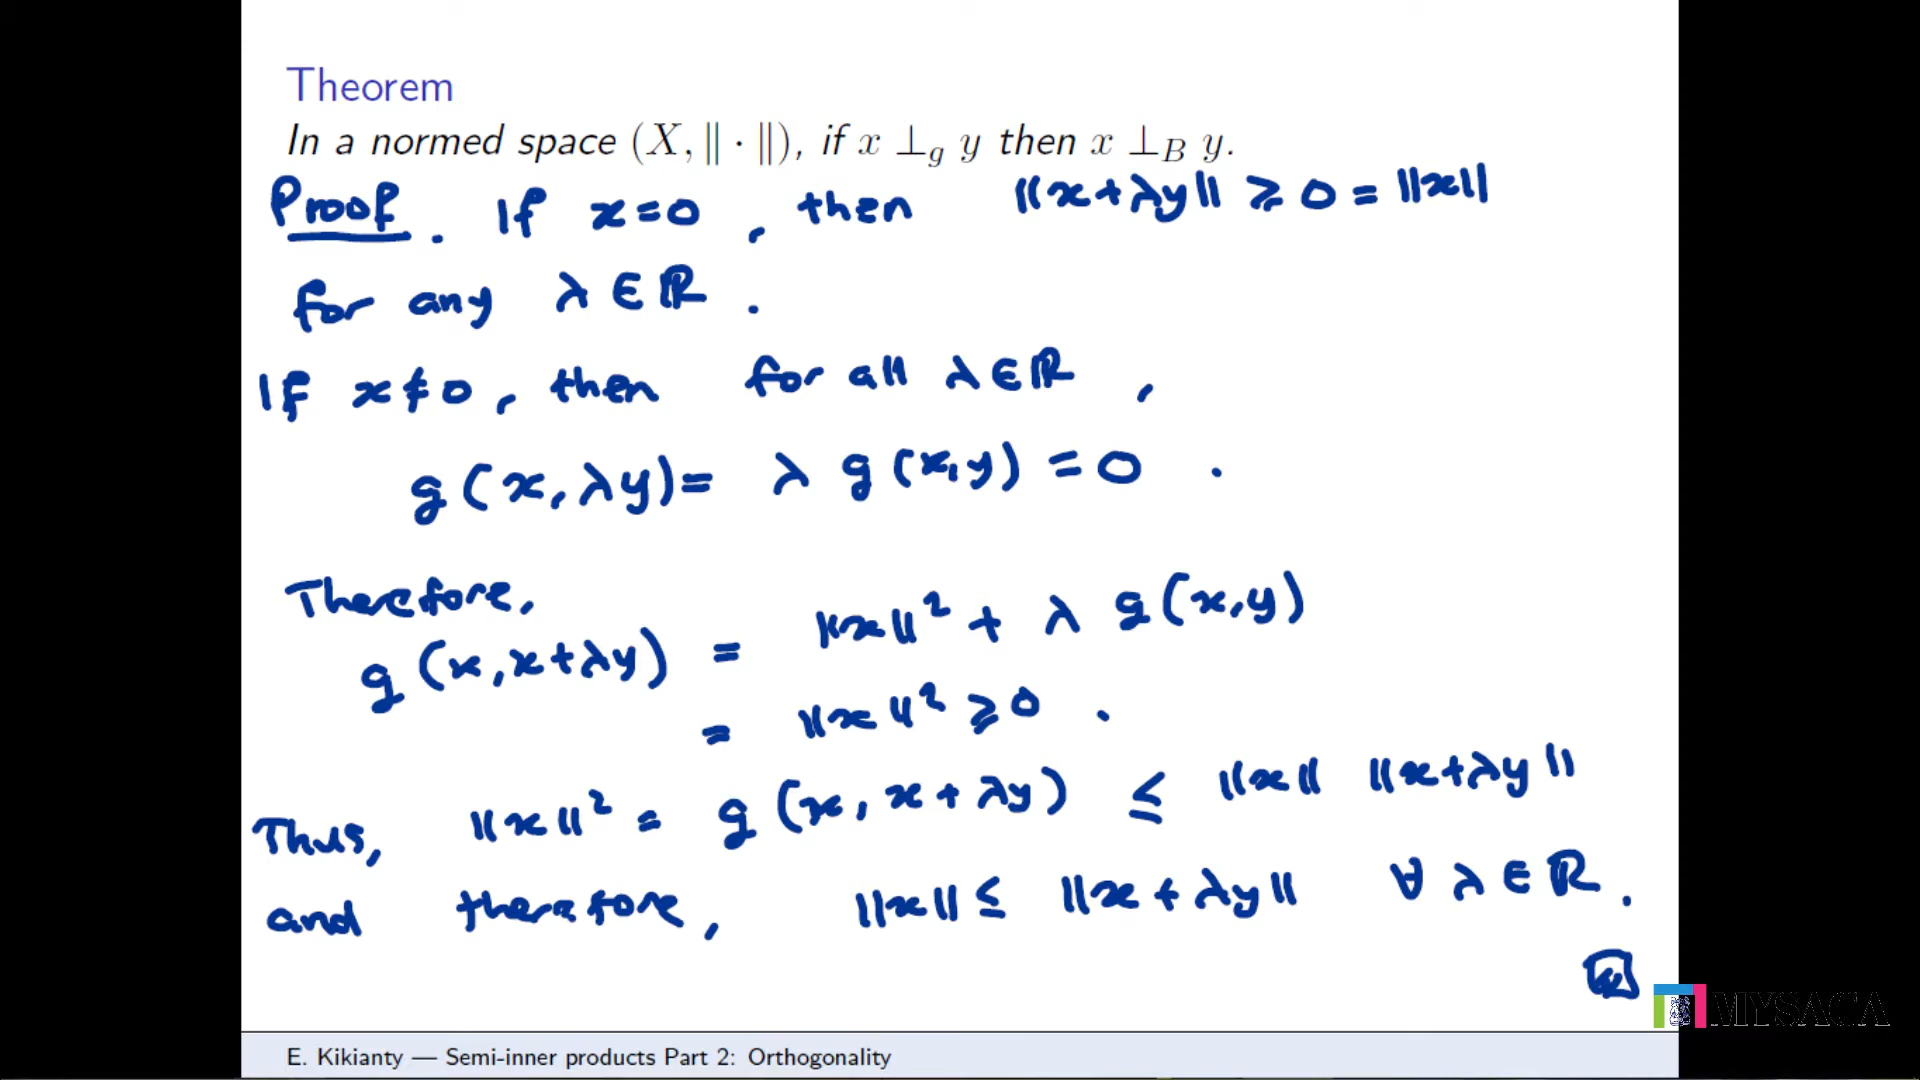 Theorem
In a normed space (X, ‖ · ‖), if x ⊥g y then x ⊥B y.
Proof. If x=0, then ‖x+λy‖ ≥ 0 = ‖x‖
for any λ∈ℝ.
If x≠0, then for all λ∈ℝ,
g(x,λy)= λ g(x,y) = 0.
Therefore,
g(x,x+λy) = ‖x‖² + λ g(x,y)
= ‖x‖² ≥ 0.
Thus, ‖x‖² = g(x, x+λy) ≤ ‖x‖ ‖x+λy‖
and therefore, ‖x‖ ≤ ‖x+λy‖ ∀ λ∈ℝ.
MYSACA
E. Kikianty — Semi-inner products Part 2: Orthogonality